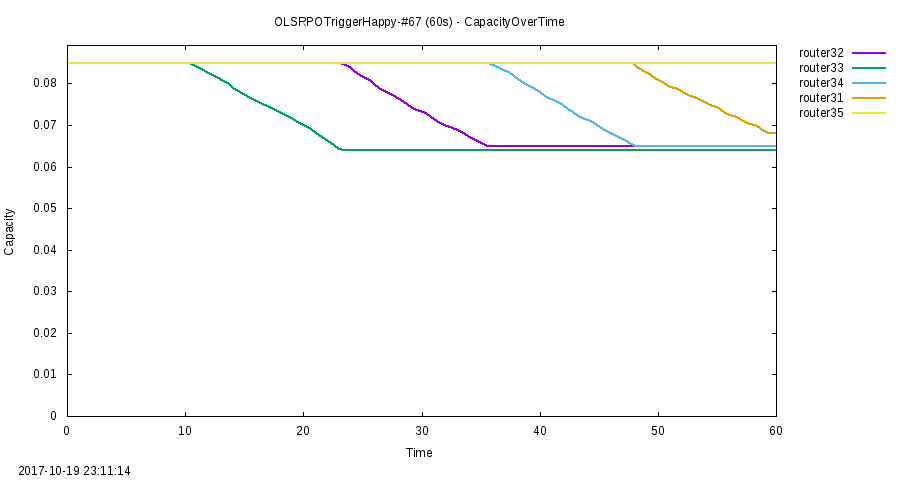 OLSRPOTriggerHappy-#67 (60s) - CapacityOverTime
router32
router33
router34
router31
router35
0.08
0.07
0.06
0.05
0.04
0.03
0.02
0.01
0
Capacity
0 10 20 30 40 50 60
Time
2017-10-19 23:11:14